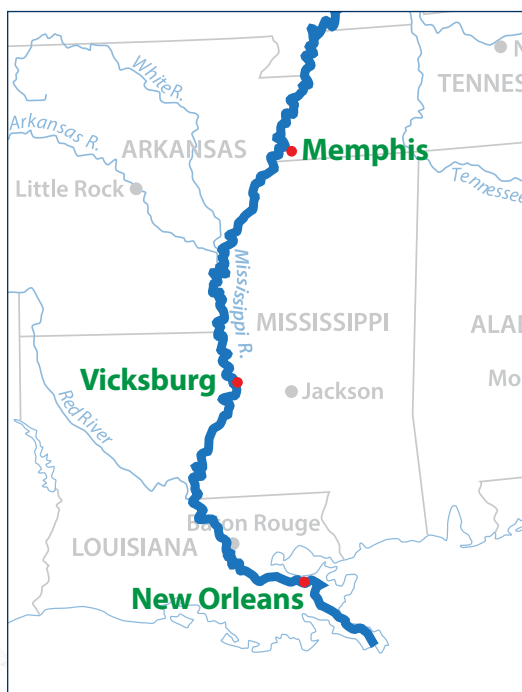 White R.
N
TENNES
Arkansas R.
ARKANSAS
Memphis
Little Rock
Tennessee
Mississippi R.
MISSISSIPPI
ALA
Vicksburg
Jackson
Mo
Red River
Baton Rouge
LOUISIANA
New Orleans